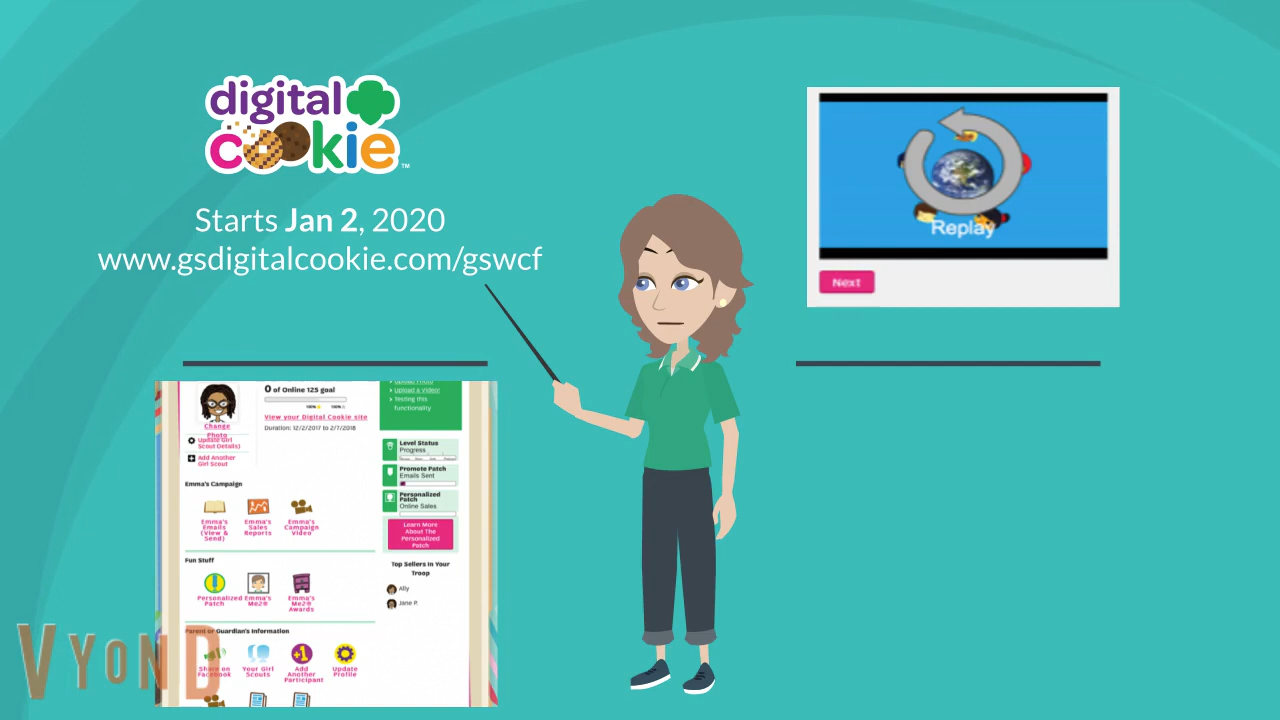 digital
cookie™
Starts Jan 2, 2020
www.gsdigitalcookie.com/gswcf
Replay
Next
Change
Photo
Update Girl
Scout Details)
Add Another
Girl Scout
0 of Online 125 goal
View your Digital Cookie site
Duration: 12/2/2017 to 2/7/2018
Upload a Video!
Testing this
functionality
Level Status
Progress
Promote Patch
Emails Sent
Personalized
Patch
Online Sales
Learn More
About The
Personalized
Patch
Top Sellers In Your
Troop
Ally
Jane P.
Emma's Campaign
Emma's
Emails
(View &
Send)
Emma's
Sales
Reports
Emma's
Campaign
Video
Fun Stuff
Personalized
Patch
Emma's
Me2®
Emma's
Me2®
Awards
Parent or Guardian's Information
Share on
Facebook
Your Girl
Scouts
Add
Another
Participant
Update
Profile
VYOND